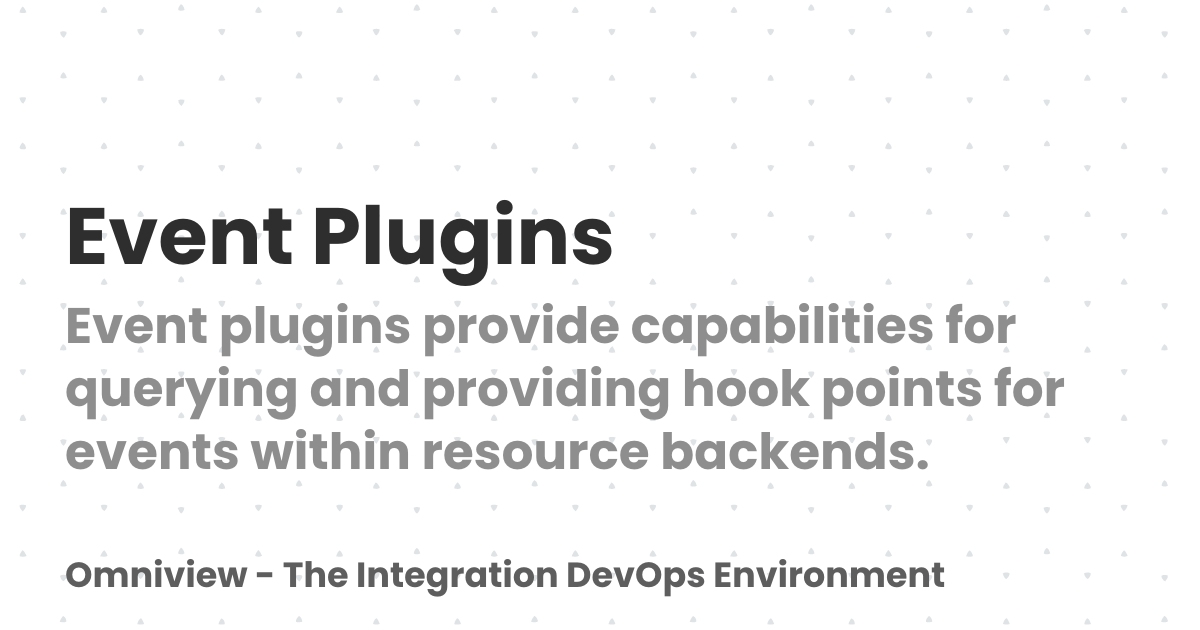 Event Plugins
Event plugins provide capabilities for
querying and providing hook points for
events within resource backends.
Omniview - The Integration DevOps Environment